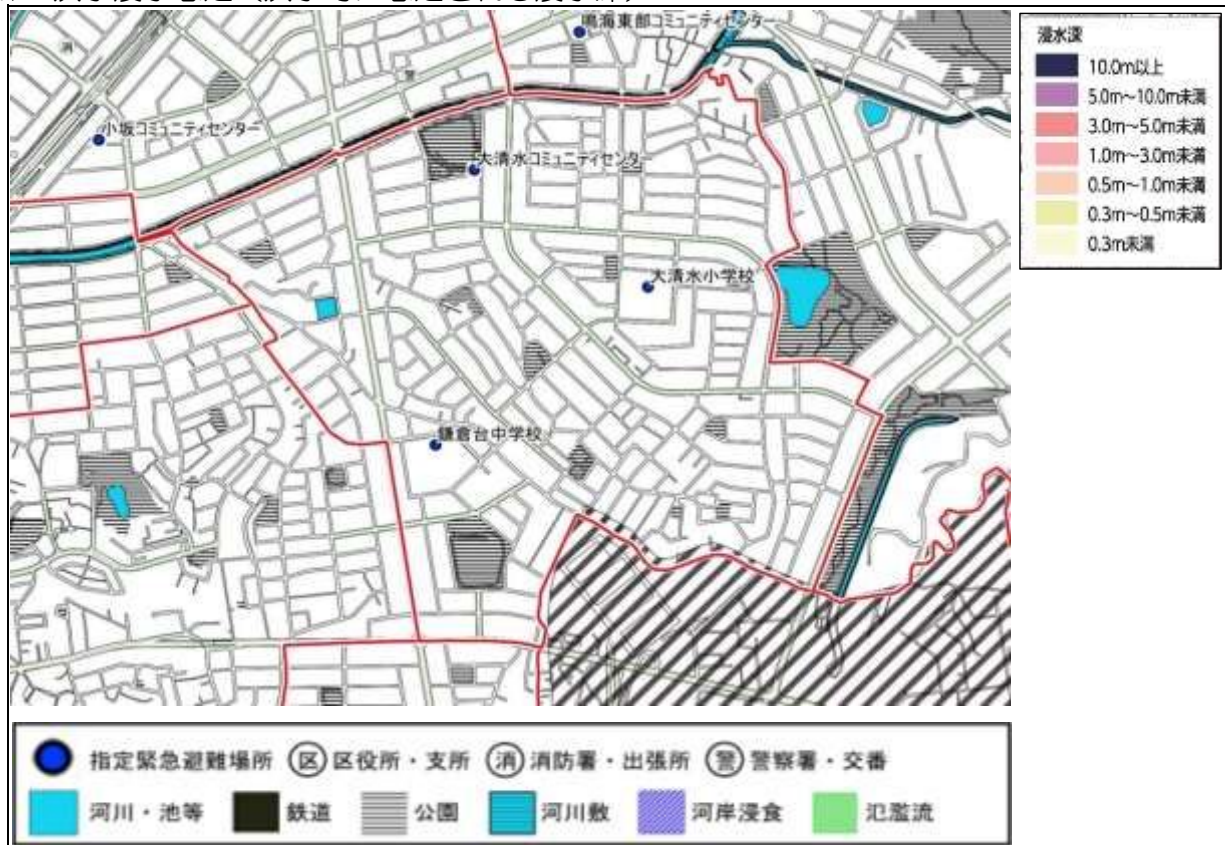 鳴海東部コミュニティセンター
消
警
小坂コミュニティセンター
大清水コミュニティセンター
大清水小学校
鎌倉台中学校
浸水深
10.0m以上
5.0m～10.0m未満
3.0m～5.0m未満
1.0m～3.0m未満
0.5m～1.0m未満
0.3m～0.5m未満
0.3m未満
指定緊急避難場所 区 区役所・支所 消 消防署・出張所 警 警察署・交番
河川・池等 鉄道 公園 河川敷 河岸浸食 氾濫流